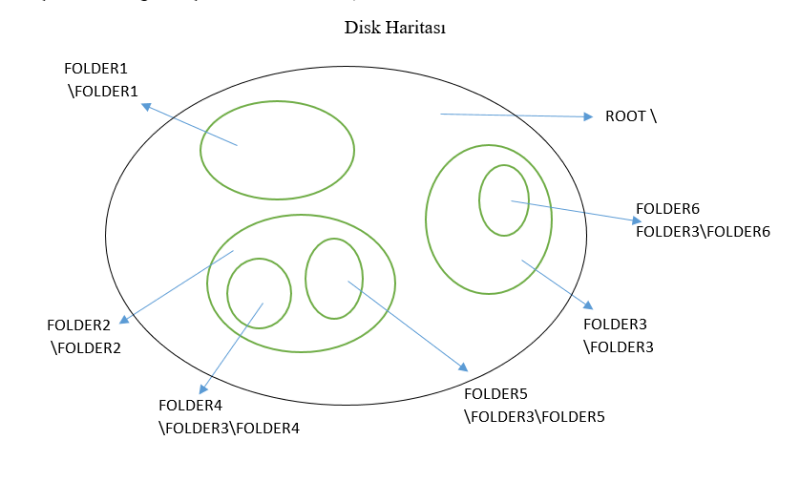 Disk Haritası
FOLDER1
\FOLDER1
ROOT \
FOLDER6
FOLDER3\FOLDER6
FOLDER2
\FOLDER2
FOLDER3
\FOLDER3
FOLDER4
\FOLDER3\FOLDER4
FOLDER5
\FOLDER3\FOLDER5